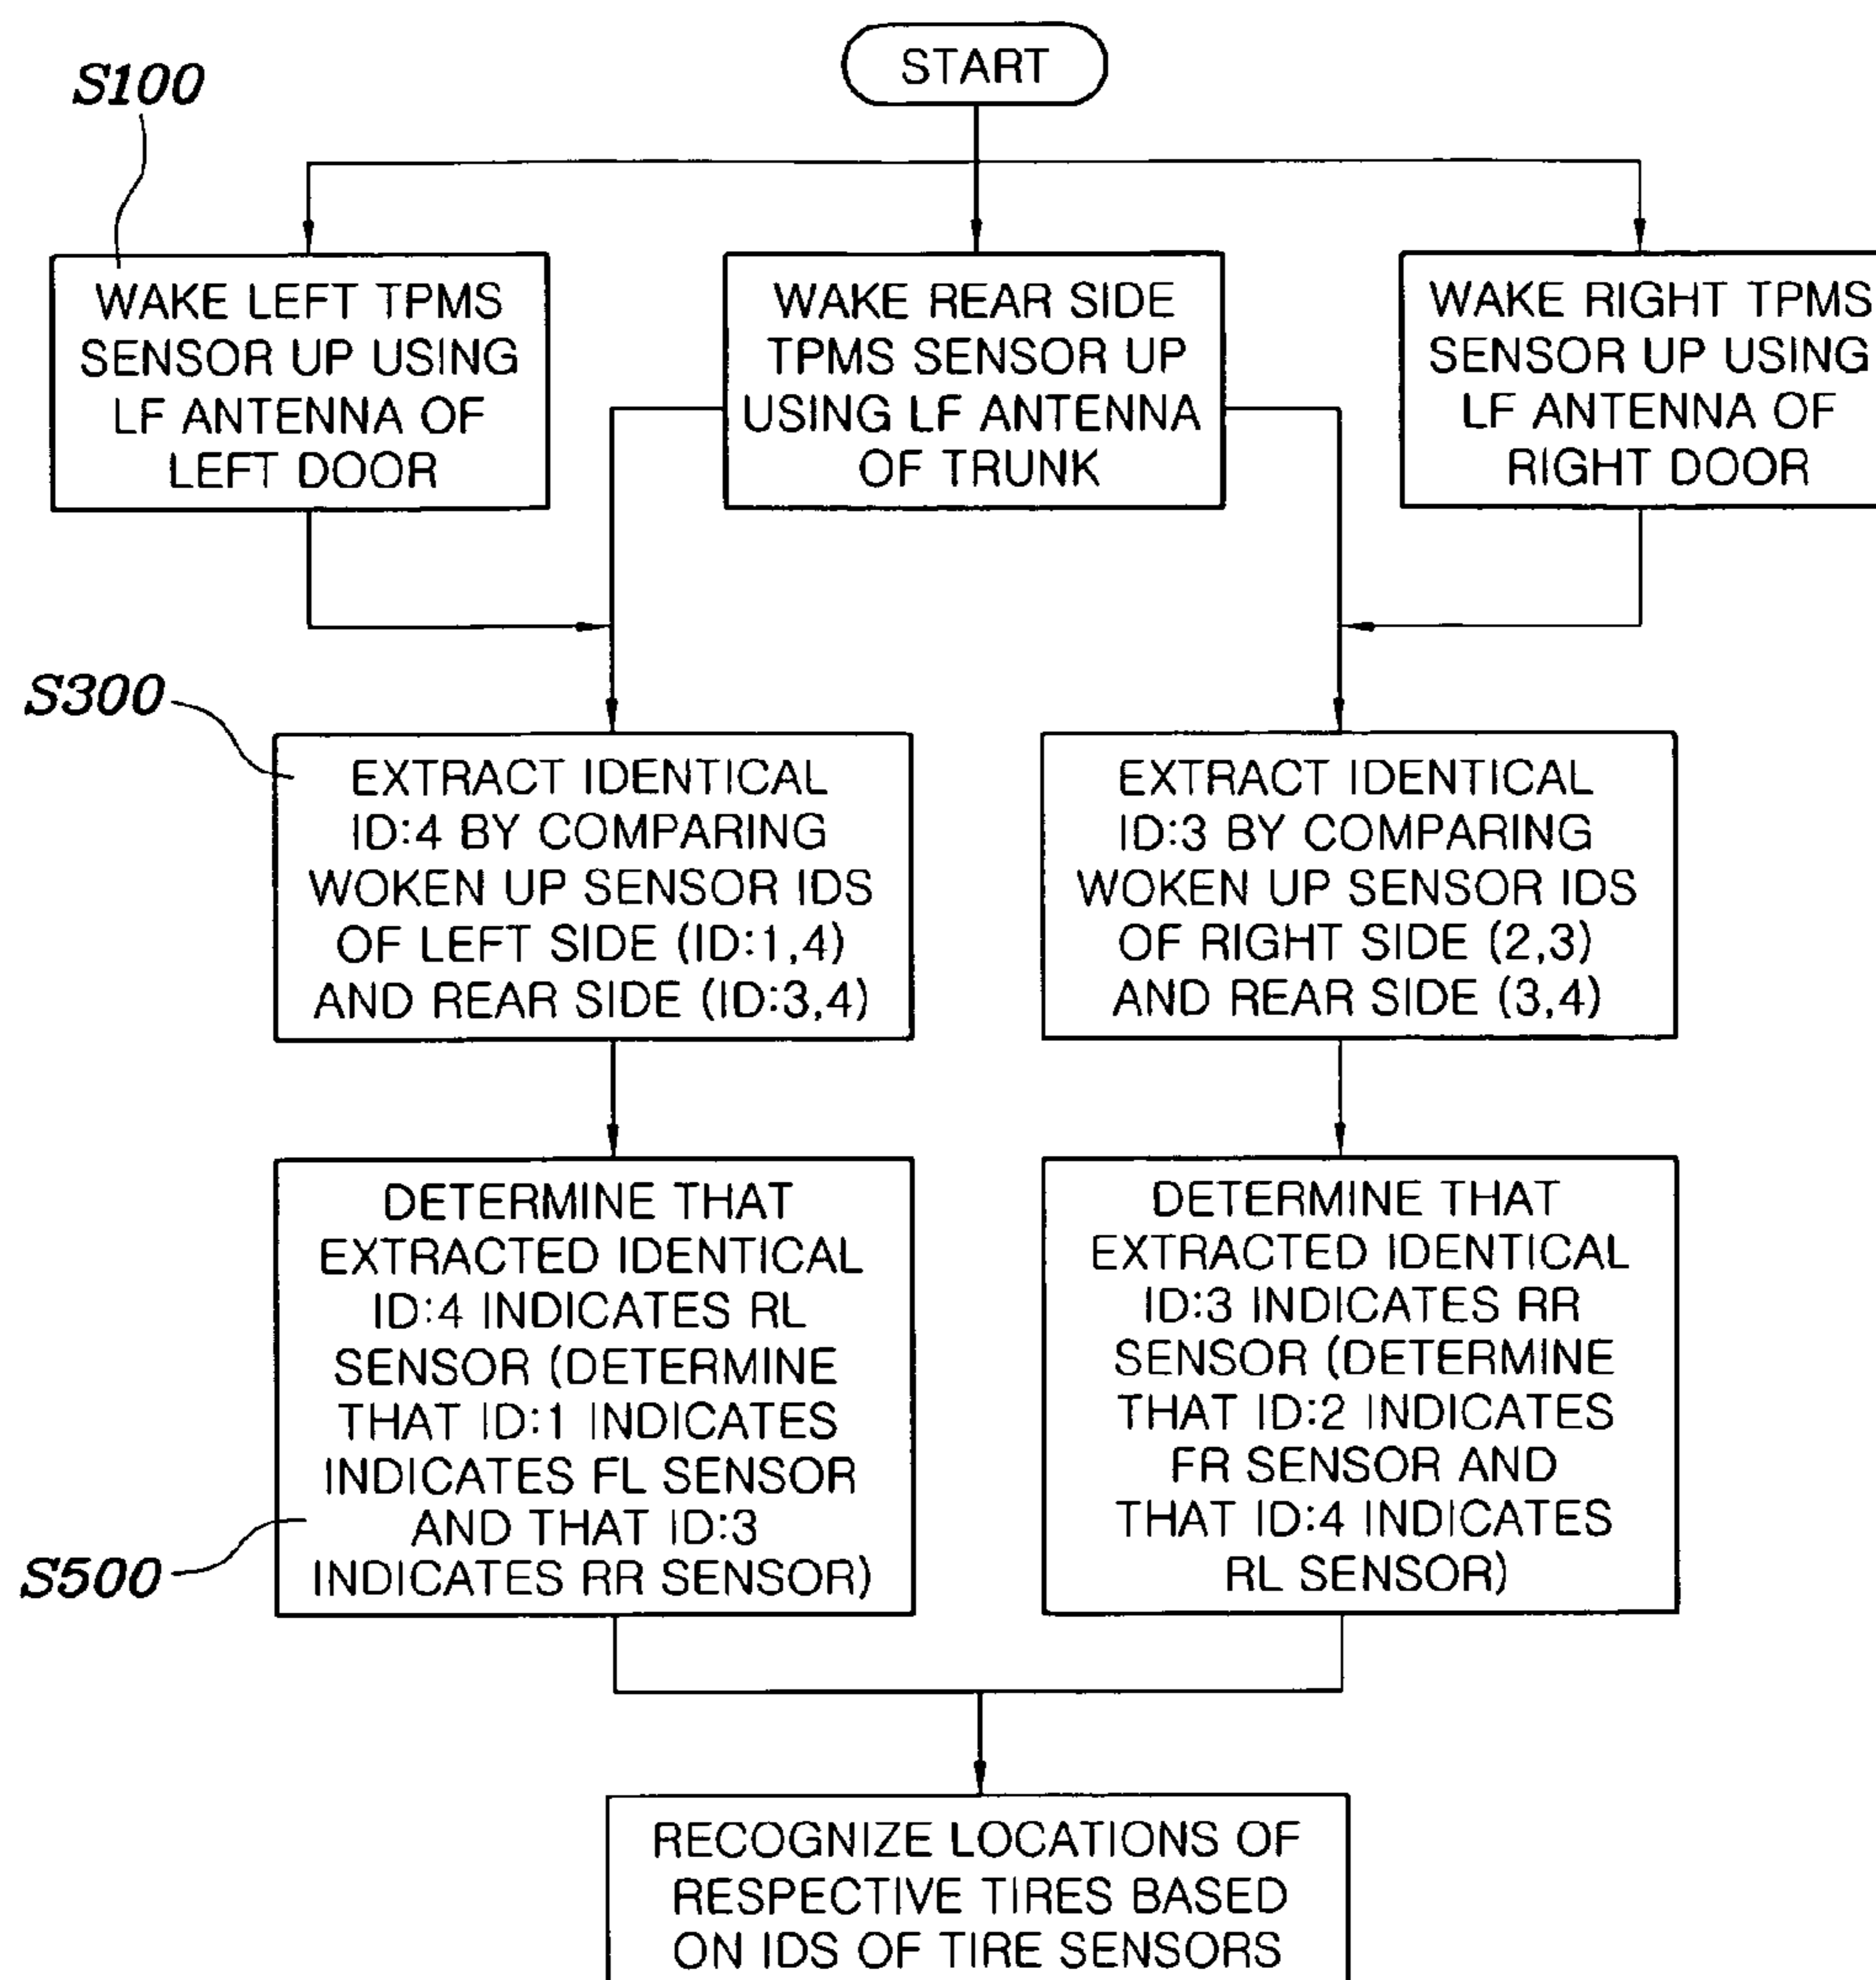 START
S100
WAKE LEFT TPMS
SENSOR UP USING
LF ANTENNA OF
LEFT DOOR
WAKE REAR SIDE
TPMS SENSOR UP
USING LF ANTENNA
OF TRUNK
WAKE RIGHT TPMS
SENSOR UP USING
LF ANTENNA OF
RIGHT DOOR
S300
EXTRACT IDENTICAL
ID:4 BY COMPARING
WOKEN UP SENSOR IDS
OF LEFT SIDE (ID:1,4)
AND REAR SIDE (ID:3,4)
EXTRACT IDENTICAL
ID:3 BY COMPARING
WOKEN UP SENSOR IDS
OF RIGHT SIDE (2,3)
AND REAR SIDE (3,4)
DETERMINE THAT
EXTRACTED IDENTICAL
ID:4 INDICATES RL
SENSOR (DETERMINE
THAT ID:1 INDICATES
INDICATES FL SENSOR
AND THAT ID:3
INDICATES RR SENSOR)
S500
DETERMINE THAT
EXTRACTED IDENTICAL
ID:3 INDICATES RR
SENSOR (DETERMINE
THAT ID:2 INDICATES
FR SENSOR AND
THAT ID:4 INDICATES
RL SENSOR)
RECOGNIZE LOCATIONS OF
RESPECTIVE TIRES BASED
ON IDS OF TIRE SENSORS